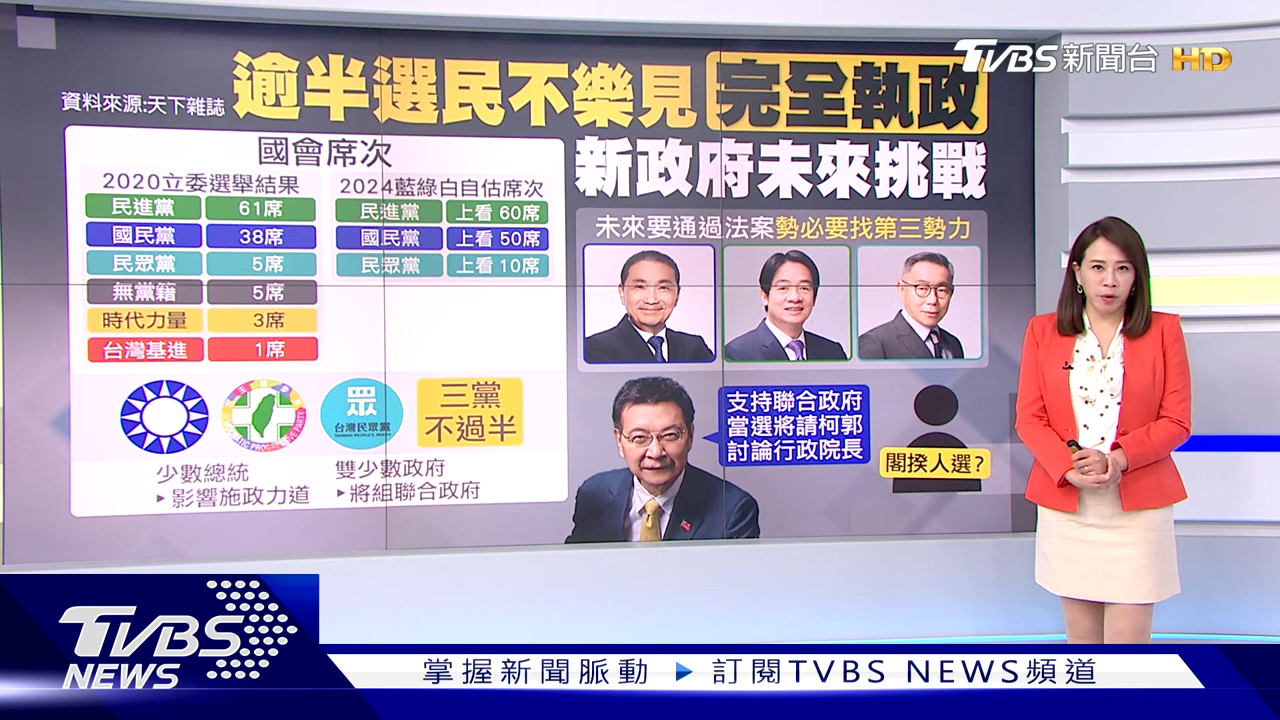 TVBS新聞台 HD
資料來源:天下雜誌
逾半選民不樂見 完全執政
新政府未來挑戰
國會席次
2020立委選舉結果
民進黨 61席
國民黨 38席
民眾黨 5席
無黨籍 5席
時代力量 3席
台灣基進 1席
2024藍綠白自估席次
民進黨 上看 60席
國民黨 上看 50席
民眾黨 上看 10席
未來要通過法案勢必要找第三勢力
眾
台灣民眾黨
TAIWAN PEOPLE'S PARTY
三黨
不過半
少數總統
▸影響施政力道
雙少數政府
▸將組聯合政府
支持聯合政府
當選將請柯郭
討論行政院長
閣揆人選?
TVBS
NEWS
掌握新聞脈動 ▶ 訂閱TVBS NEWS頻道